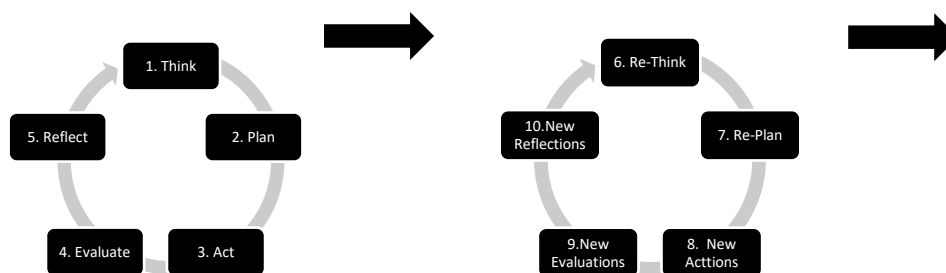 1. Think
2. Plan
3. Act
4. Evaluate
5. Reflect
6. Re-Think
7. Re-Plan
8.  New
Acttions
9.New
Evaluations
10.New
Reflections